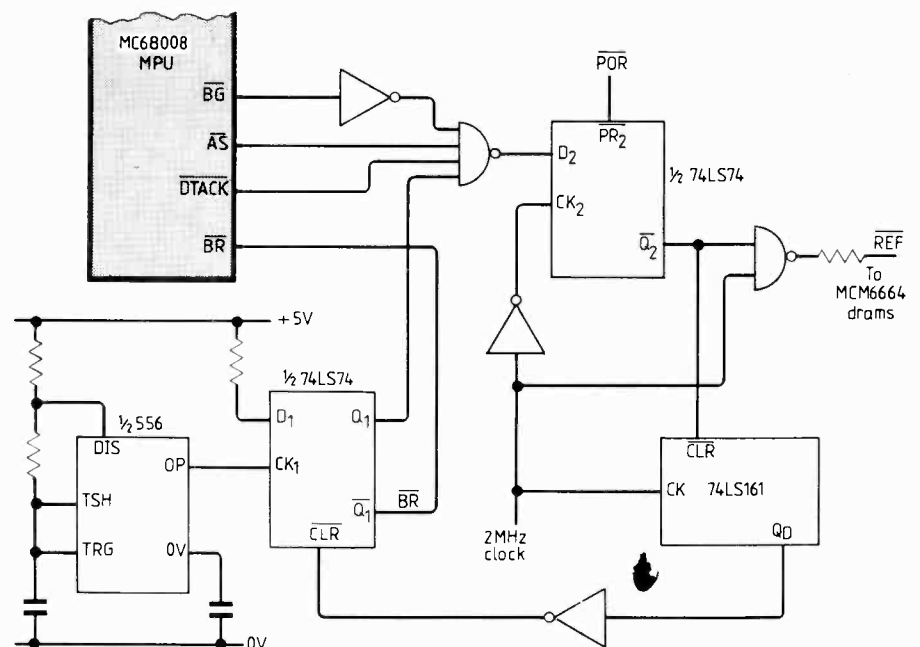 MC68008
MPU
BG
AS
DTACK
BR
POR
PR2
D2
CK2
Q2
½ 74LS74
REF
To
MCM6664
drams
+5V
½ 74LS74
½ 556
DIS
OP
TSH
TRG
0V
D1
Q1
CK1
Q1
BR
CLR
2MHz
clock
CLR
CK 74LS161
QD
0V